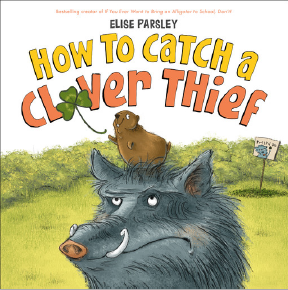 Bestselling creator of If You Ever Want to Bring an Alligator to School, Don't!
ELISE PARSLEY
HOW TO CATCH A
CLOVER THIEF